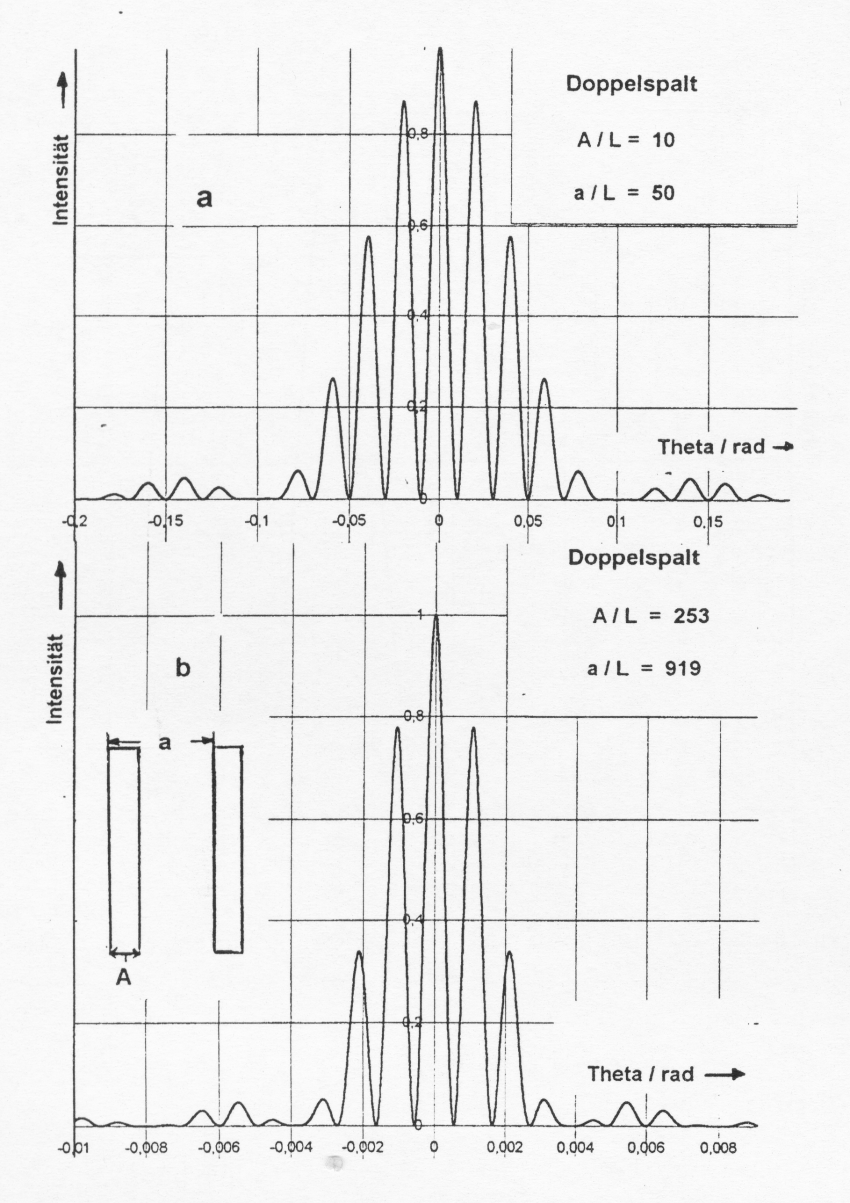 Doppelspalt
A / L = 10
a / L = 50
Intensität
a
0,8
0,6
0,4
0,2
0
Theta / rad
-0,2
-0,15
-0,1
-0,05
0
0,05
0,1
0,15
Doppelspalt
A / L = 253
a / L = 919
Intensität
b
a
A
1
0,8
0,6
0,4
0,2
0
Theta / rad
-0,01
-0,008
-0,006
-0,004
-0,002
0
0,002
0,004
0,006
0,008